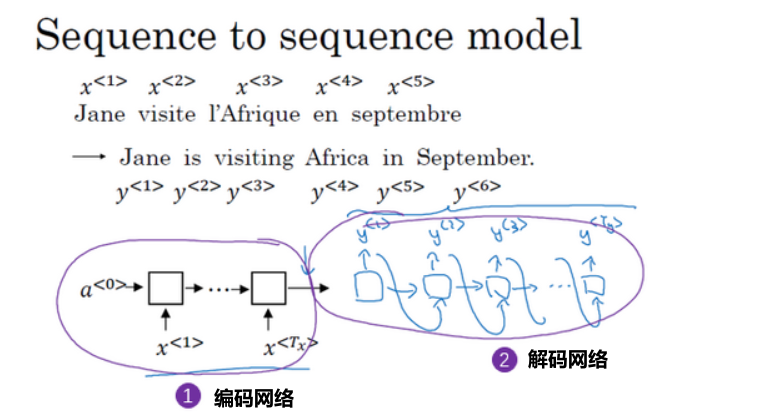 Sequence to sequence model
x<1> x<2> x<3> x<4> x<5>
Jane visite l'Afrique en septembre
→ Jane is visiting Africa in September.
y<1> y<2> y<3> y<4> y<5> y<6>
y<1> y<2> y<3> y<Ty>
a<0> ...
...
x<1> x<Tx>
1 编码网络
2 解码网络